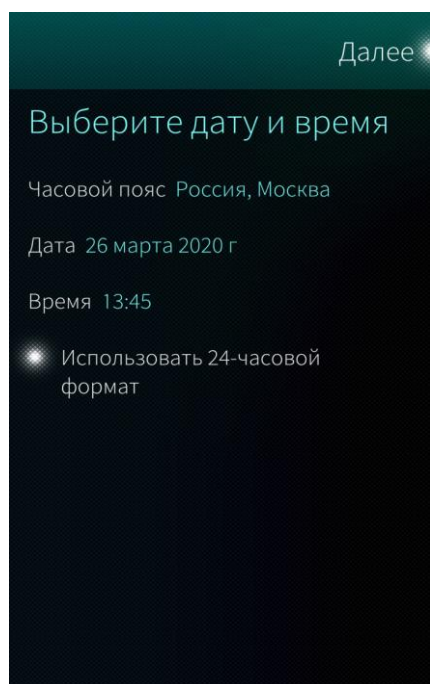 Далее
Выберите дату и время
Часовой пояс Россия, Москва
Дата 26 марта 2020 г
Время 13:45
Использовать 24-часовой
формат